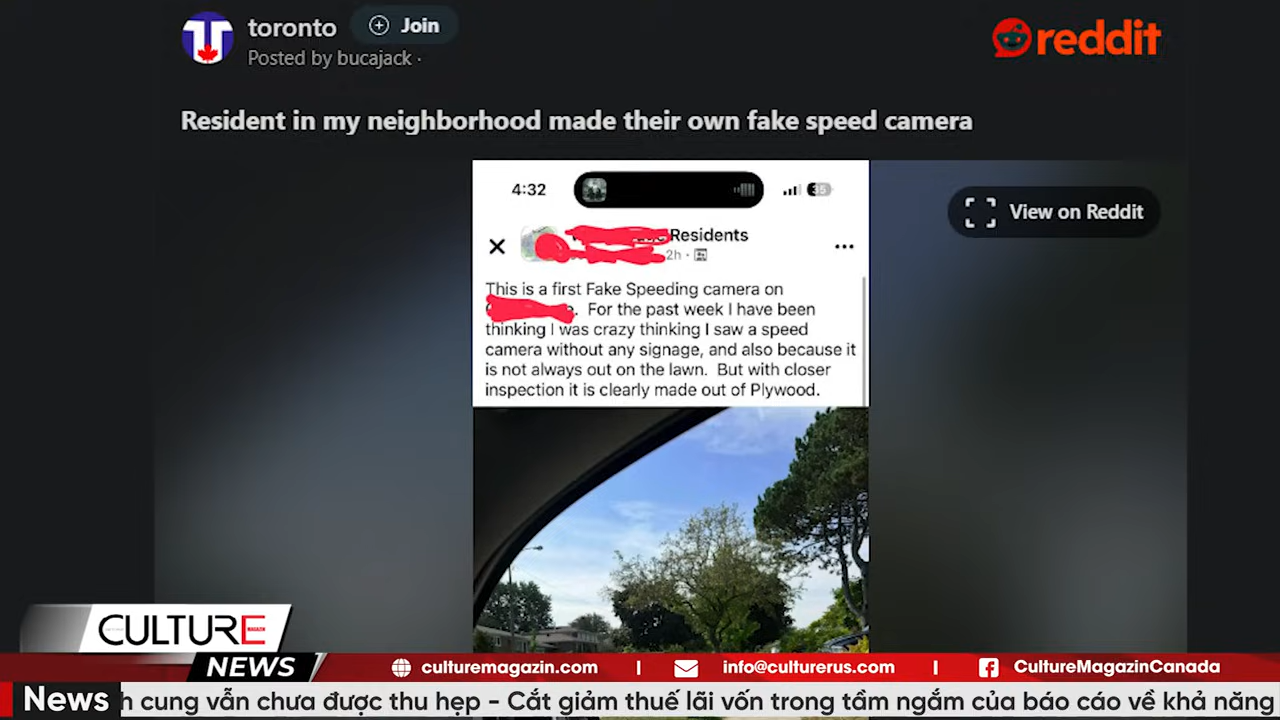 toronto
Join
Posted by bucajack ·
reddit
Resident in my neighborhood made their own fake speed camera
View on Reddit
4:32
35
Residents
2h ·
This is a first Fake Speeding camera on
For the past week I have been
thinking I was crazy thinking I saw a speed
camera without any signage, and also because it
is not always out on the lawn. But with closer
inspection it is clearly made out of Plywood.
CULTURE
NEWS
culturemagazin.com | info@culturerus.com | CultureMagazinCanada
News
cung vẫn chưa được thu hẹp - Cắt giảm thuế lãi vốn trong tầm ngắm của báo cáo về khả năng